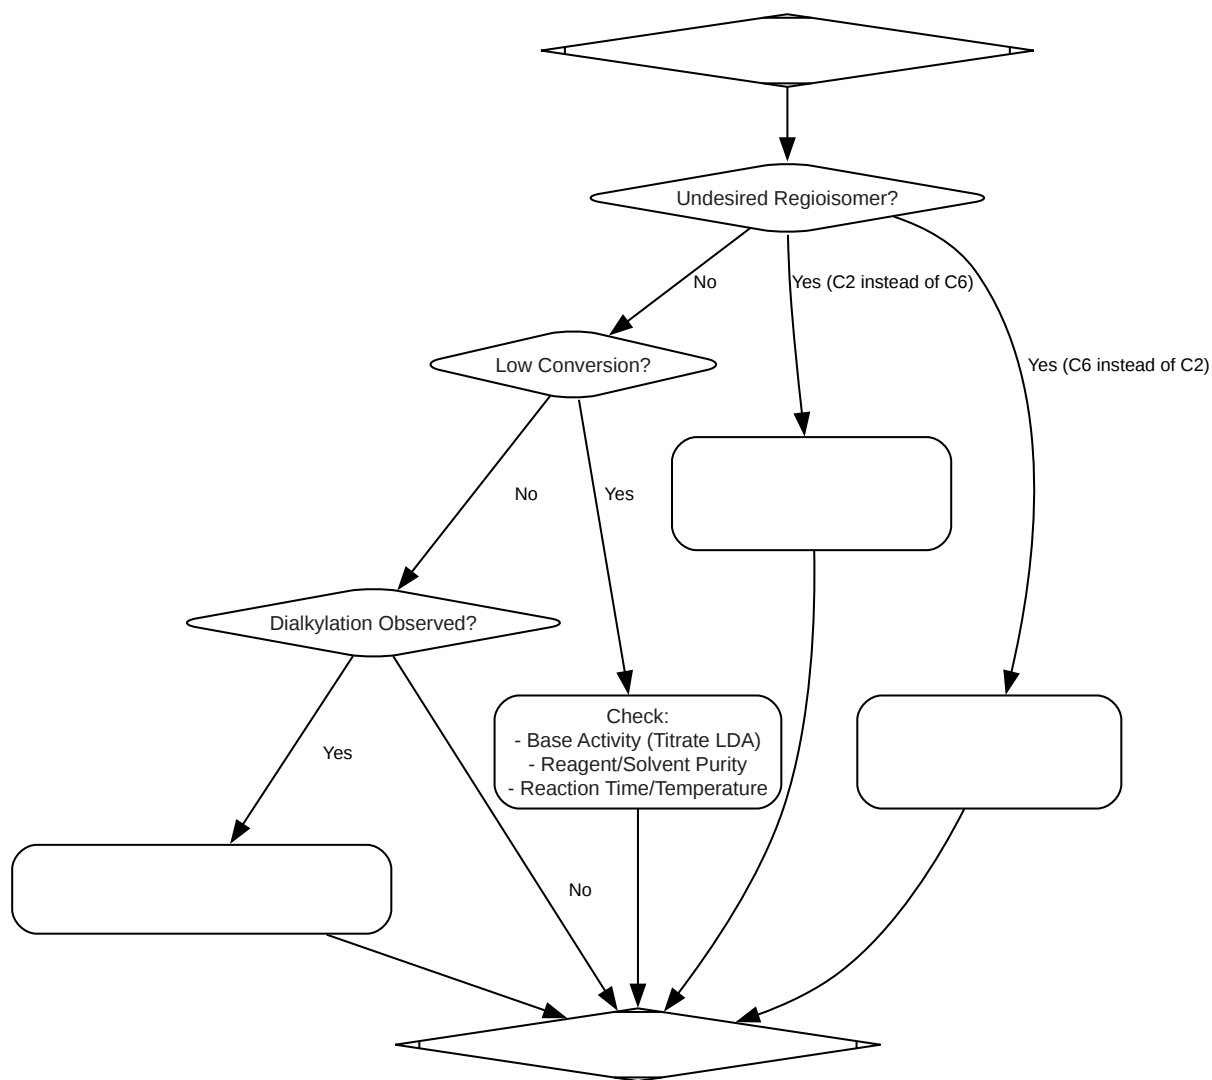 Undesired Regioisomer?
No
Yes (C2 instead of C6)
Low Conversion?
Yes (C6 instead of C2)
No
Yes
Dialkylation Observed?
Check:
- Base Activity (Titrate LDA)
- Reagent/Solvent Purity
- Reaction Time/Temperature
Yes
No